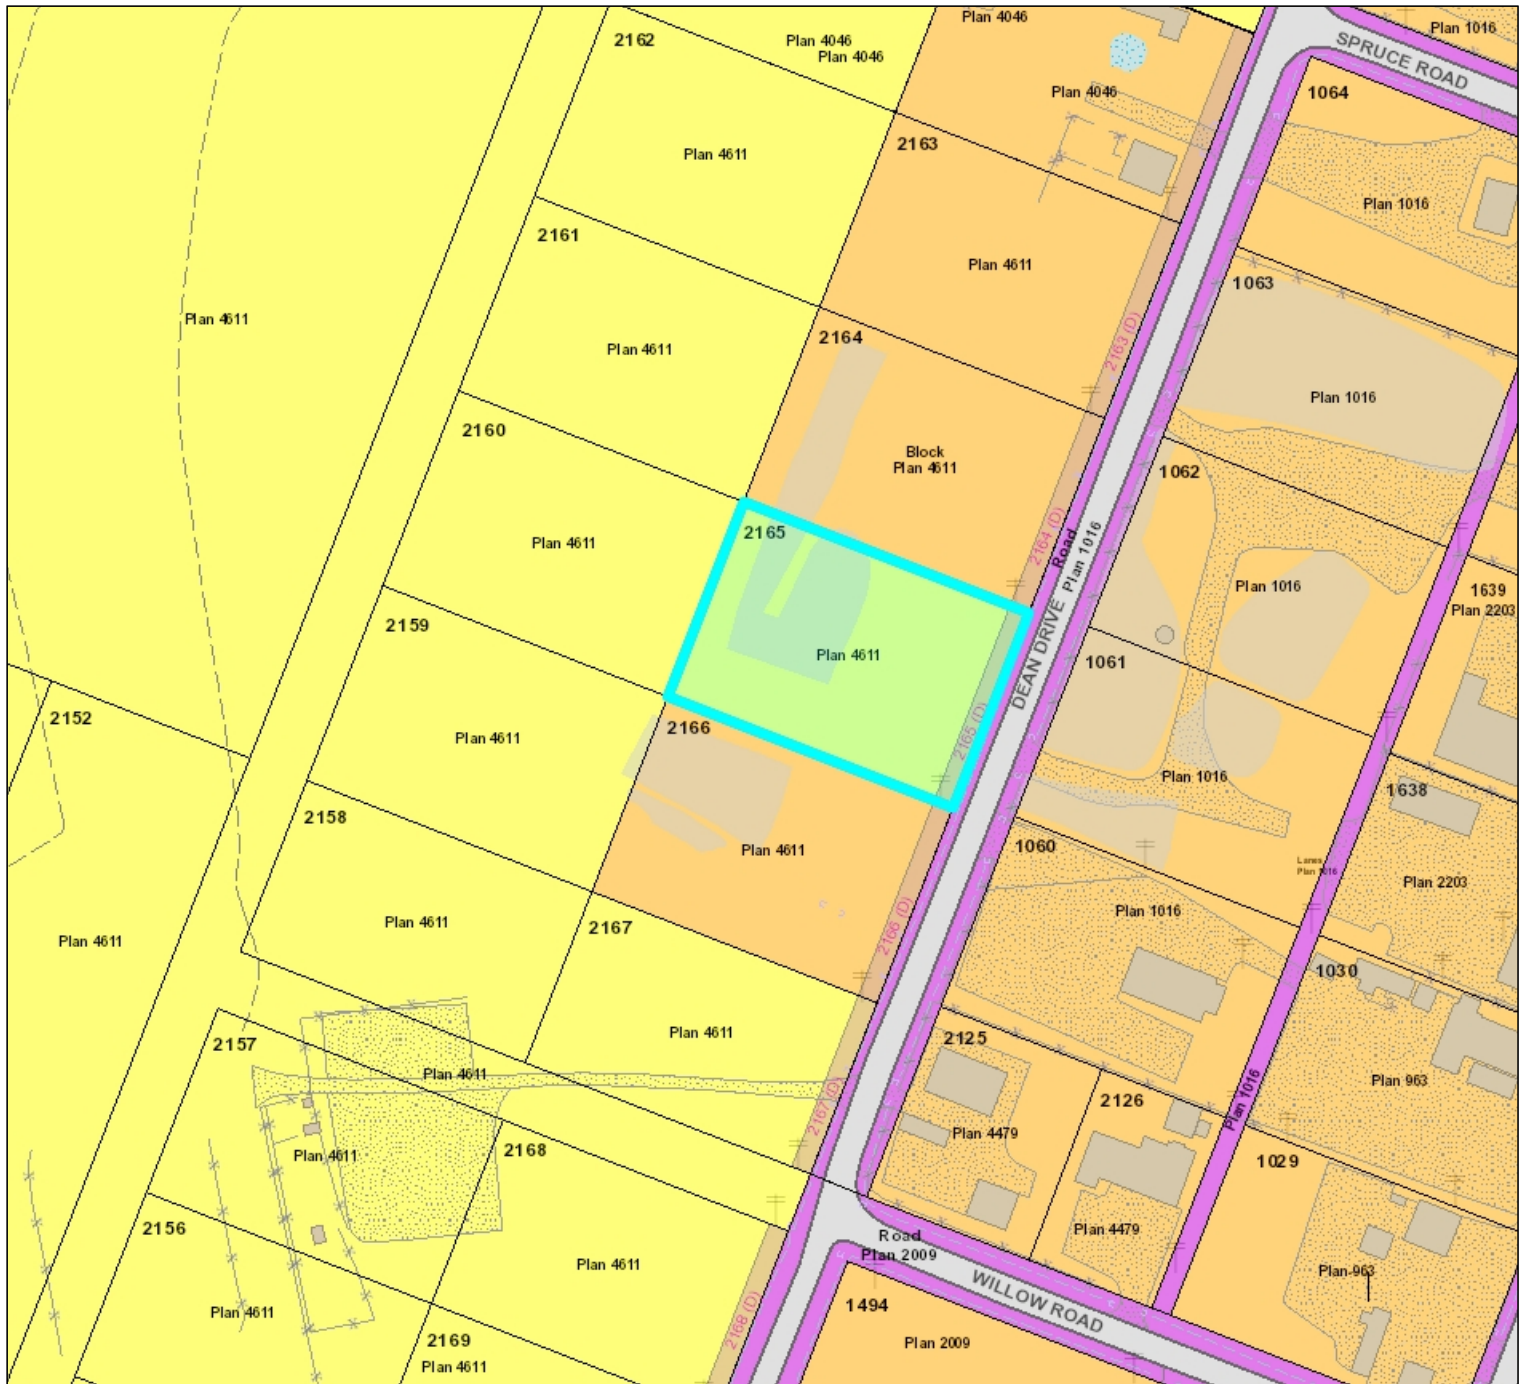 2162
Plan 4046
Plan 4046
Plan 4046
Plan 1016
SPRUCE ROAD
Plan 4046
1064
2163
Plan 4611
Plan 1016
2161
Plan 4611
1063
Plan 4611
2164
2163 (D)
Plan 4611
Plan 1016
2160
Block
Plan 4611
1062
2165
2164 (D)
Road
Plan 1016
DEAN DRIVE
Plan 4611
Plan 1016
1639
Plan 2203
2159
Plan 4611
1061
2152
2166
2165 (D)
Plan 4611
Plan 1016
1638
2158
Plan 4611
1060
Lanes
Plan 1016
Plan 2203
Plan 4611
Plan 4611
2167
2166 (D)
Plan 1016
1030
2157
Plan 4611
2125
Plan 4611
2167 (D)
Plan 963
2126
Plan 1016
Plan 4611
2168
Plan 4479
1029
2156
Plan 4479
Road
Plan 2009
Plan 4611
Plan 963
Plan 4611
WILLOW ROAD
2168 (D)
1494
2169
Plan 4611
Plan 2009